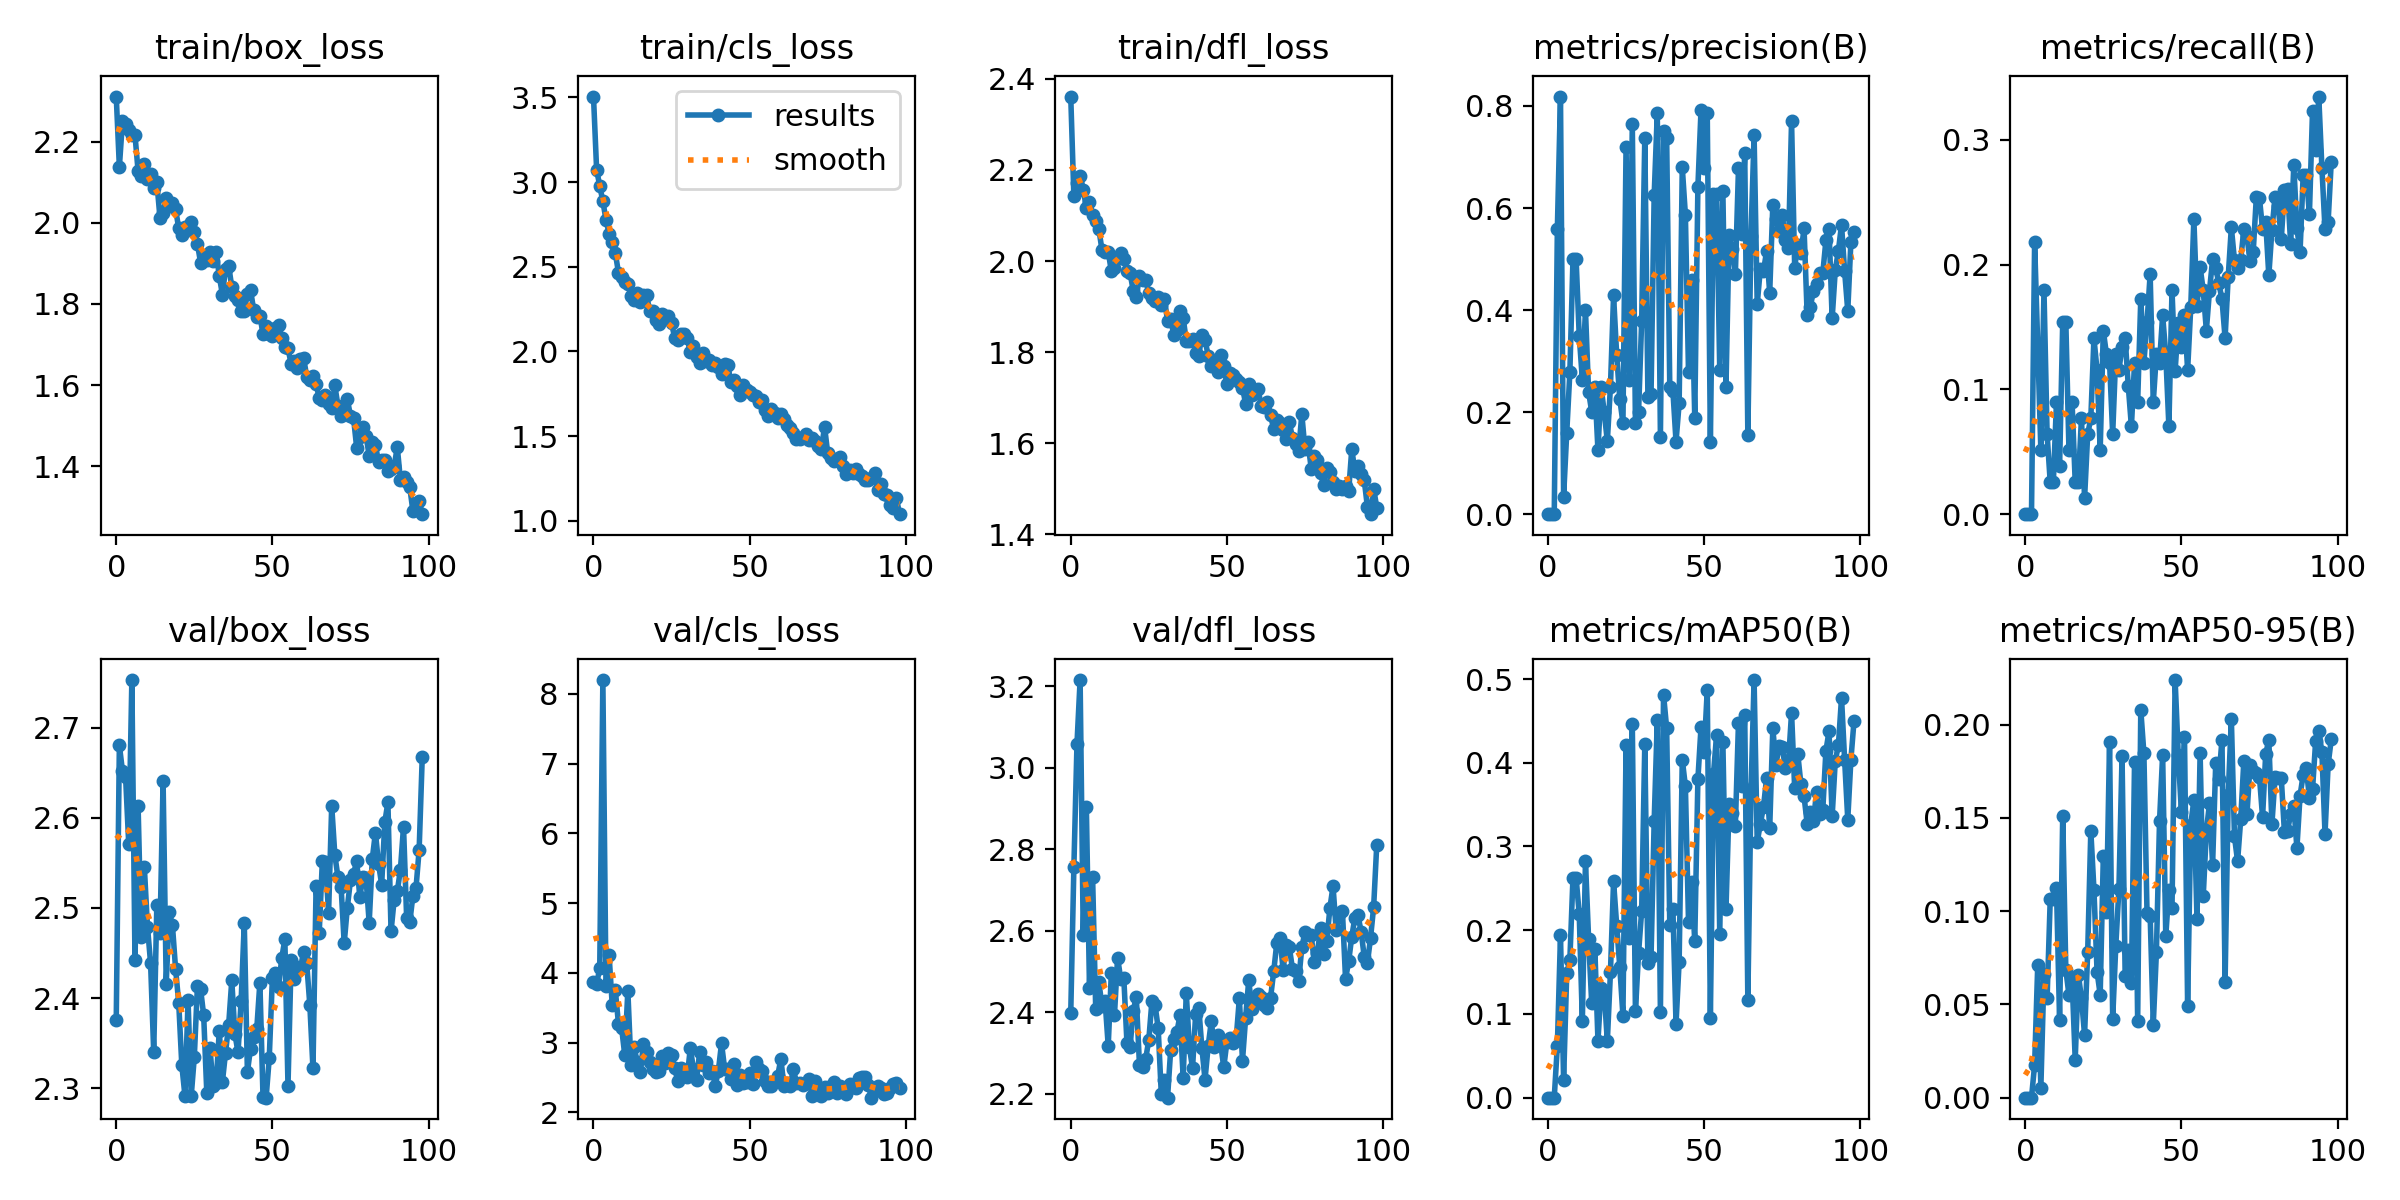 train/box_loss
2.2
2.0
1.8
1.6
1.4
0 50 100
train/cls_loss
results
smooth
3.5
3.0
2.5
2.0
1.5
1.0
0 50 100
train/dfl_loss
2.4
2.2
2.0
1.8
1.6
1.4
0 50 100
metrics/precision(B)
0.8
0.6
0.4
0.2
0.0
0 50 100
metrics/recall(B)
0.3
0.2
0.1
0.0
0 50 100
val/box_loss
2.7
2.6
2.5
2.4
2.3
0 50 100
val/cls_loss
8
7
6
5
4
3
2
0 50 100
val/dfl_loss
3.2
3.0
2.8
2.6
2.4
2.2
0 50 100
metrics/mAP50(B)
0.5
0.4
0.3
0.2
0.1
0.0
0 50 100
metrics/mAP50-95(B)
0.20
0.15
0.10
0.05
0.00
0 50 100